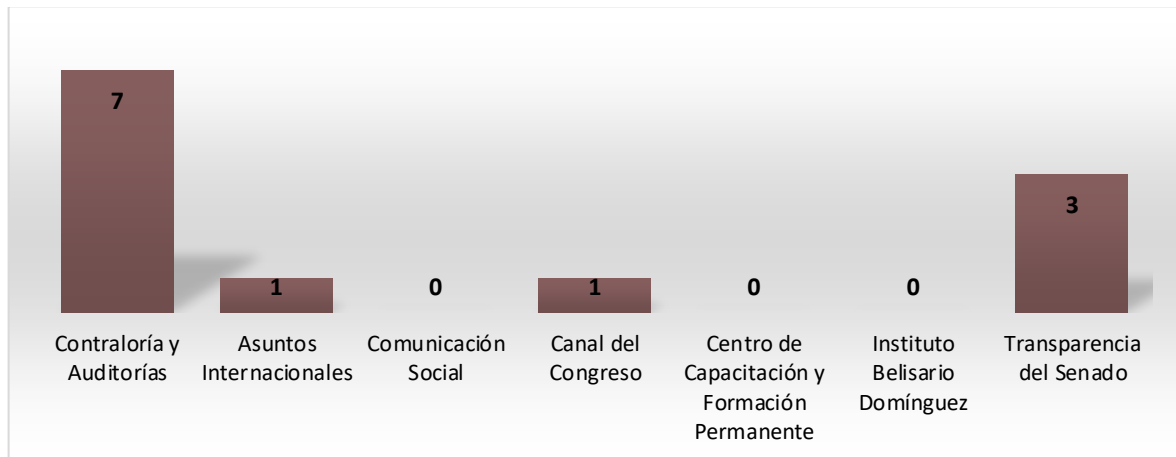 7
3
1
0
1
0
0
Contraloría y
Auditorías
Asuntos
Internacionales
Comunicación
Social
Canal del
Congreso
Centro de
Capacitación y
Formación
Permanente
Instituto
Belisario
Domínguez
Transparencia
del Senado